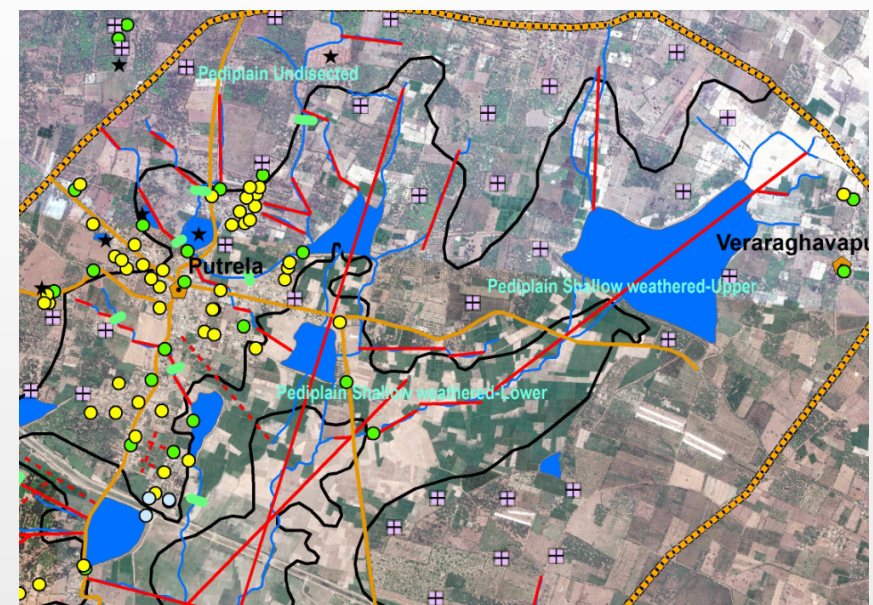 Pediplain Undisected
Putrela
Veraraghavapu
Pediplain Shallow weathered-Upper
Pediplain Shallow weathered-Lower